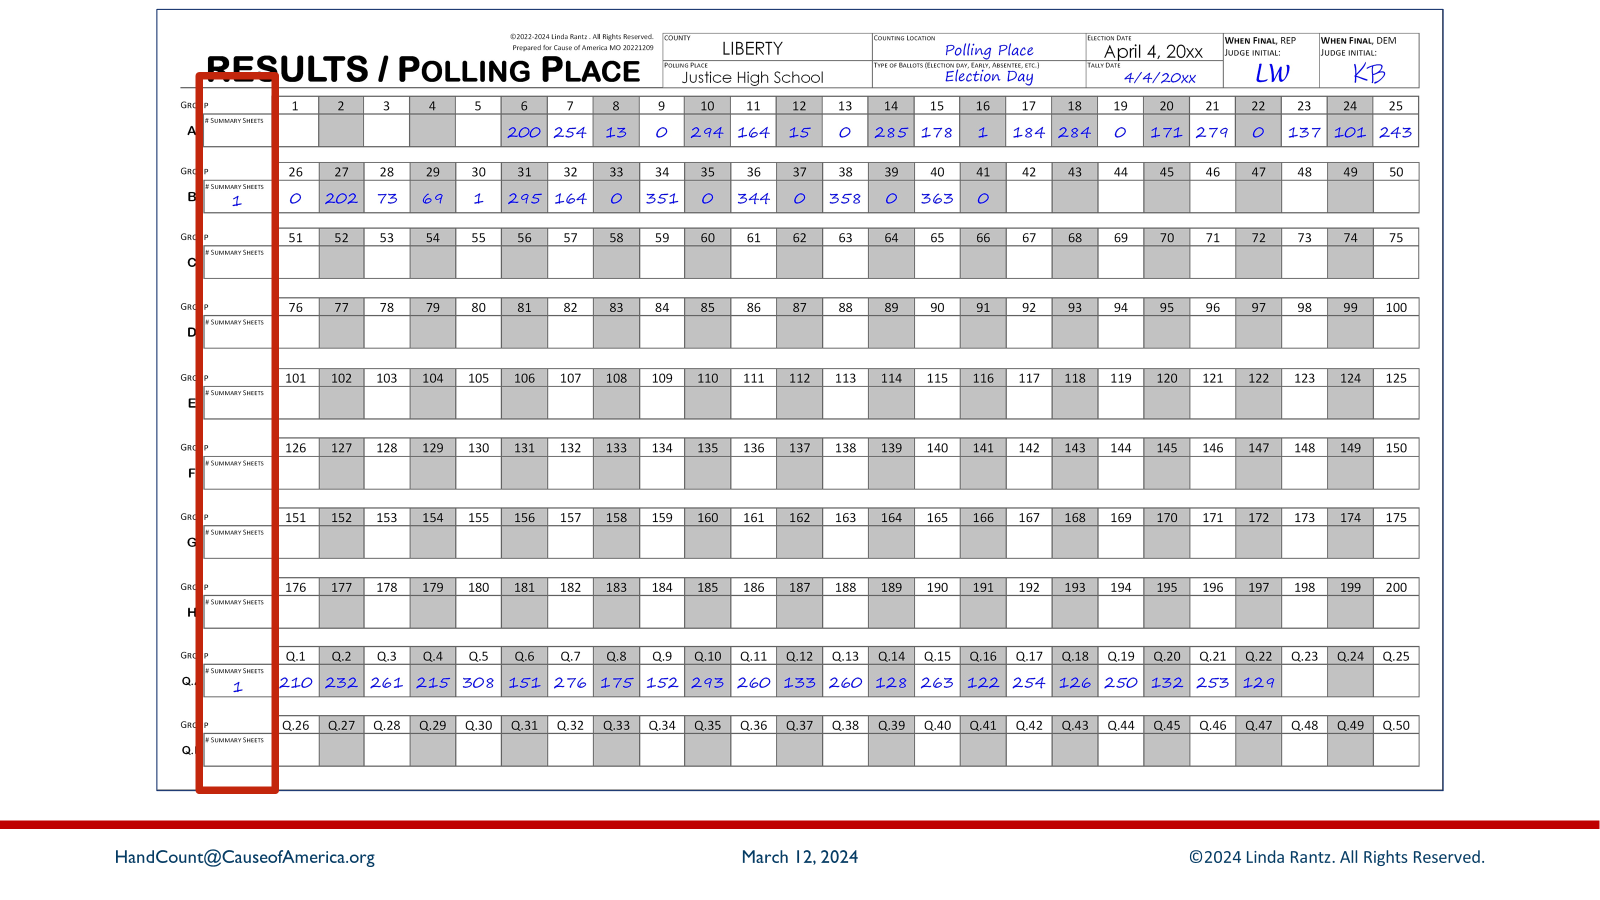 ©2022-2024 Linda Rantz . All Rights Reserved.
Prepared for Cause of America MO 20221209
RESULTS / POLLING PLACE
COUNTY
LIBERTY
COUNTING LOCATION
Polling Place
ELECTION DATE
April 4, 20xx
WHEN FINAL, REP
JUDGE INITIAL:
LW
WHEN FINAL, DEM
JUDGE INITIAL:
KB
POLLING PLACE
Justice High School
TYPE OF BALLOTS (ELECTION DAY, EARLY, ABSENTEE, ETC.)
Election Day
TALLY DATE
4/4/20xx
GROUP 1 2 3 4 5 6 7 8 9 10 11 12 13 14 15 16 17 18 19 20 21 22 23 24 25
# SUMMARY SHEETS
A 200 254 13 0 294 164 15 0 285 178 1 184 284 0 171 279 0 137 101 243
GROUP 26 27 28 29 30 31 32 33 34 35 36 37 38 39 40 41 42 43 44 45 46 47 48 49 50
# SUMMARY SHEETS
B 1 0 202 73 69 1 295 164 0 351 0 344 0 358 0 363 0
GROUP 51 52 53 54 55 56 57 58 59 60 61 62 63 64 65 66 67 68 69 70 71 72 73 74 75
# SUMMARY SHEETS
C
GROUP 76 77 78 79 80 81 82 83 84 85 86 87 88 89 90 91 92 93 94 95 96 97 98 99 100
# SUMMARY SHEETS
D
GROUP 101 102 103 104 105 106 107 108 109 110 111 112 113 114 115 116 117 118 119 120 121 122 123 124 125
# SUMMARY SHEETS
E
GROUP 126 127 128 129 130 131 132 133 134 135 136 137 138 139 140 141 142 143 144 145 146 147 148 149 150
# SUMMARY SHEETS
F
GROUP 151 152 153 154 155 156 157 158 159 160 161 162 163 164 165 166 167 168 169 170 171 172 173 174 175
# SUMMARY SHEETS
G
GROUP 176 177 178 179 180 181 182 183 184 185 186 187 188 189 190 191 192 193 194 195 196 197 198 199 200
# SUMMARY SHEETS
H
GROUP Q.1 Q.2 Q.3 Q.4 Q.5 Q.6 Q.7 Q.8 Q.9 Q.10 Q.11 Q.12 Q.13 Q.14 Q.15 Q.16 Q.17 Q.18 Q.19 Q.20 Q.21 Q.22 Q.23 Q.24 Q.25
# SUMMARY SHEETS
Q. 1 210 232 261 215 308 151 276 175 152 293 260 133 260 128 263 122 254 126 250 132 253 129
GROUP Q.26 Q.27 Q.28 Q.29 Q.30 Q.31 Q.32 Q.33 Q.34 Q.35 Q.36 Q.37 Q.38 Q.39 Q.40 Q.41 Q.42 Q.43 Q.44 Q.45 Q.46 Q.47 Q.48 Q.49 Q.50
# SUMMARY SHEETS
Q.
HandCount@CauseofAmerica.org
March 12, 2024
©2024 Linda Rantz. All Rights Reserved.